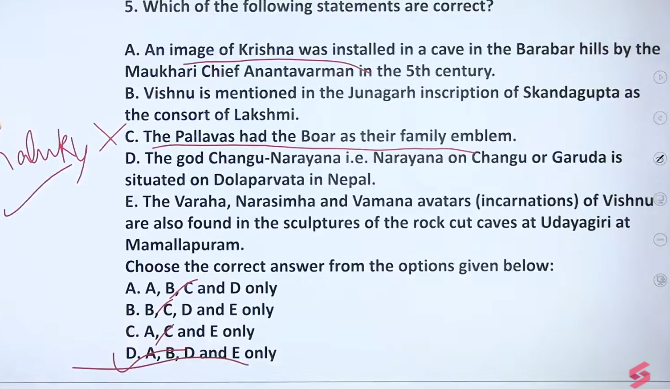 5. Which of the following statements are correct?
A. An image of Krishna was installed in a cave in the Barabar hills by the
Maukhari Chief Anantavarman in the 5th century.
B. Vishnu is mentioned in the Junagarh inscription of Skandagupta as
the consort of Lakshmi.
C. The Pallavas had the Boar as their family emblem.
D. The god Changu-Narayana i.e. Narayana on Changu or Garuda is
situated on Dolaparvata in Nepal.
E. The Varaha, Narasimha and Vamana avatars (incarnations) of Vishnu
are also found in the sculptures of the rock cut caves at Udayagiri at
Mamallapuram.
Choose the correct answer from the options given below:
A. A, B, C and D only
B. B, C, D and E only
C. A, C and E only
D. A, B, D and E only